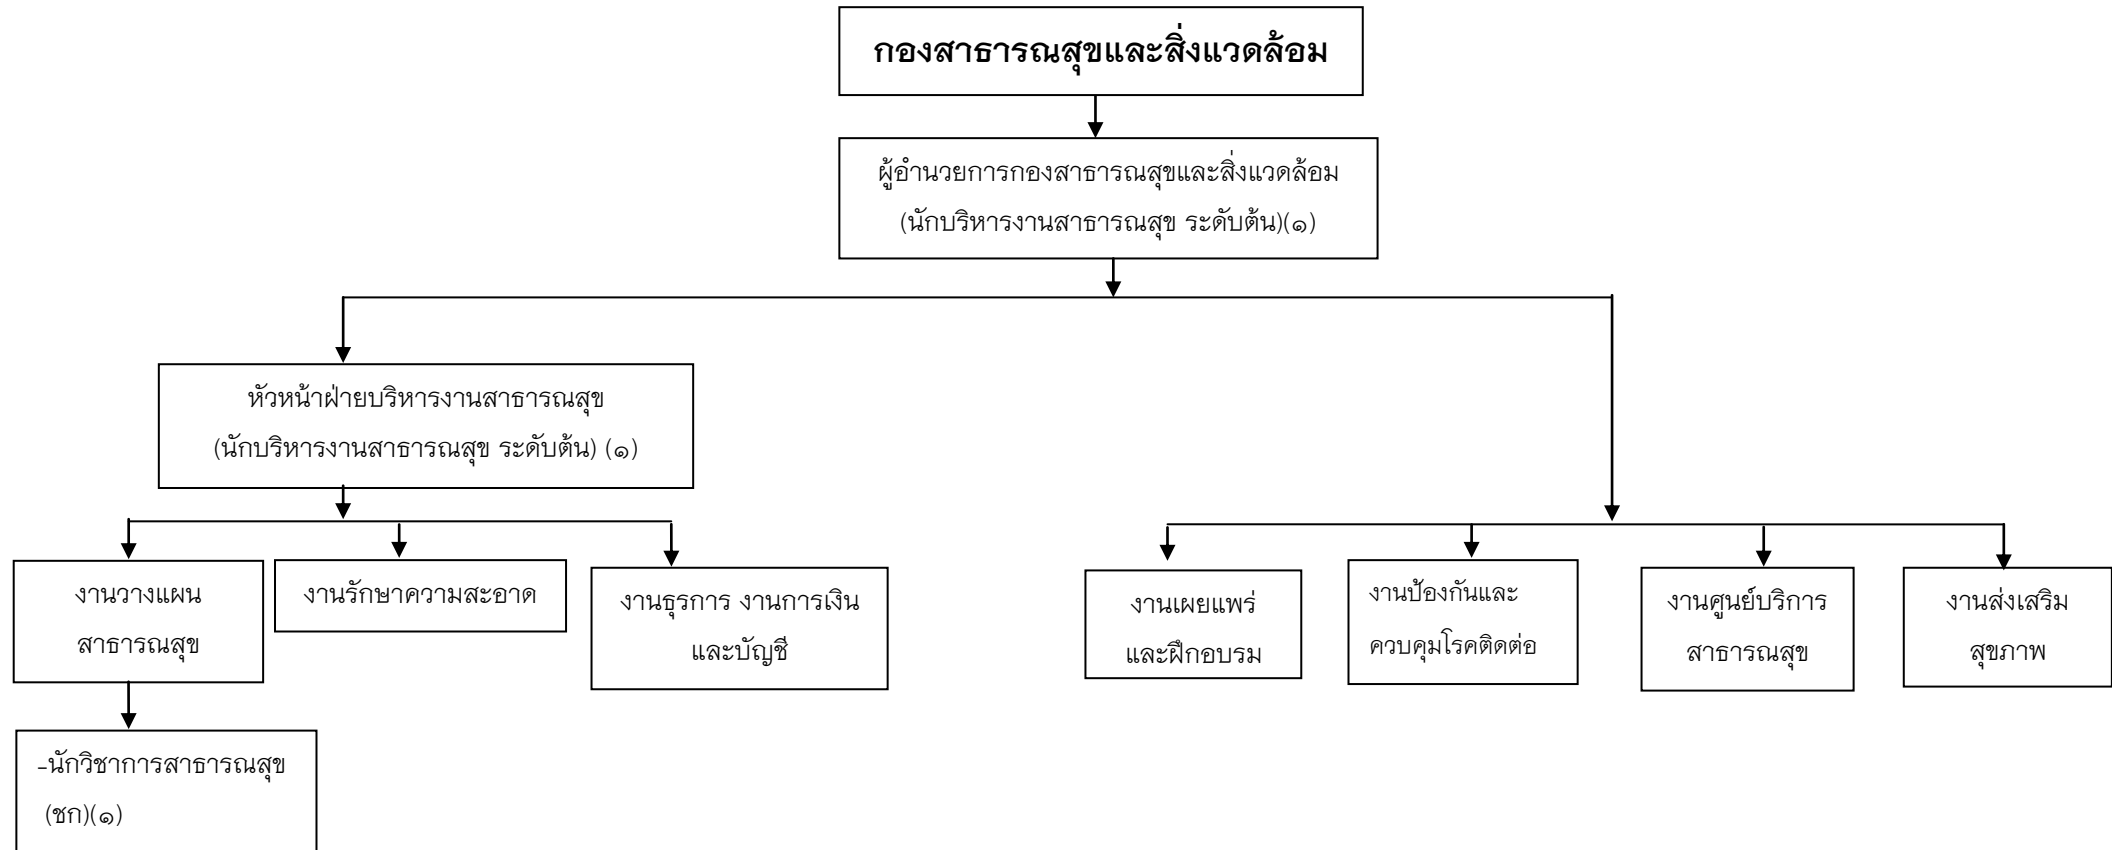 กองสาธารณสุขและสิ่งแวดล้อม
ผู้อำนวยการกองสาธารณสุขและสิ่งแวดล้อม
(นักบริหารงานสาธารณสุข ระดับต้น)(๑)
หัวหน้าฝ่ายบริหารงานสาธารณสุข
(นักบริหารงานสาธารณสุข ระดับต้น) (๑)
งานวางแผน
สาธารณสุข
งานรักษาความสะอาด
งานธุรการ งานการเงิน
และบัญชี
งานเผยแพร่
และฝึกอบรม
งานป้องกันและ
ควบคุมโรคติดต่อ
งานศูนย์บริการ
สาธารณสุข
งานส่งเสริม
สุขภาพ
-นักวิชาการสาธารณสุข
(ชก)(๑)